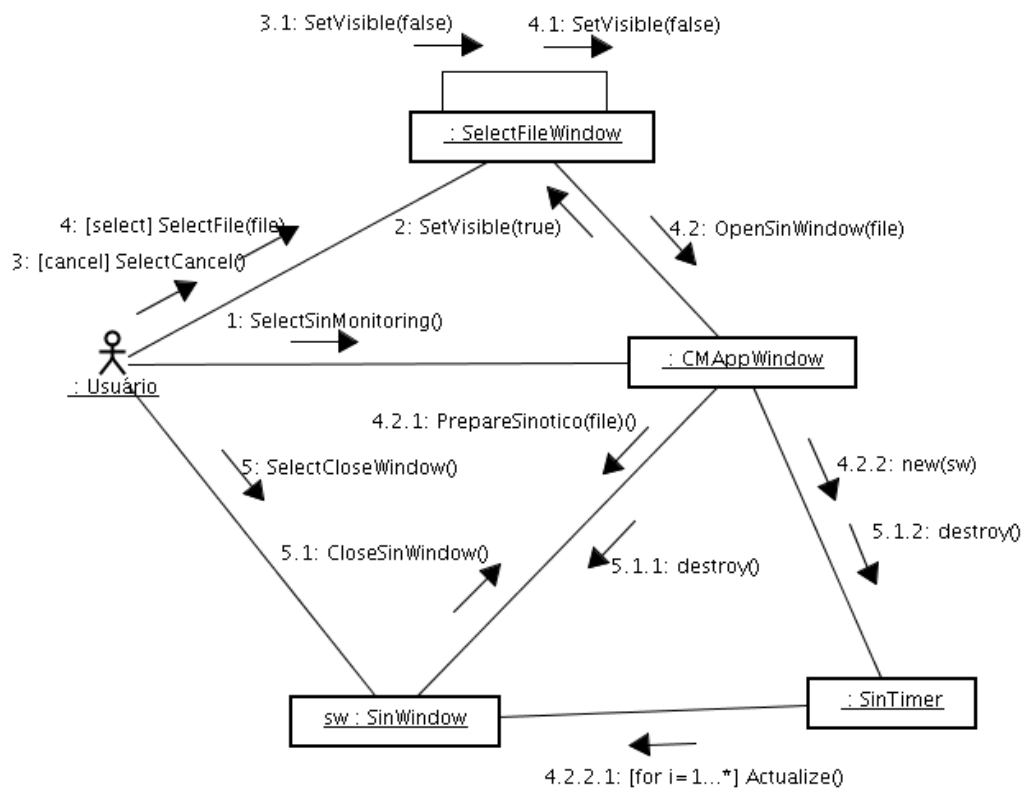 3.1: SetVisible(false)
4.1: SetVisible(false)
: SelectFileWindow
4: [select] SelectFile(file)
2: SetVisible(true)
4.2: OpenSinWindow(file)
3: [cancel] SelectCancel()
1: SelectSinMonitoring()
: CMAppWindow
: Usuário
4.2.1: PrepareSinotico(file)()
5: SelectCloseWindow()
4.2.2: new(sw)
5.1.2: destroy()
5.1: CloseSinWindow()
5.1.1: destroy()
: SinTimer
sw : SinWindow
4.2.2.1: [for i=1...*] Actualize()